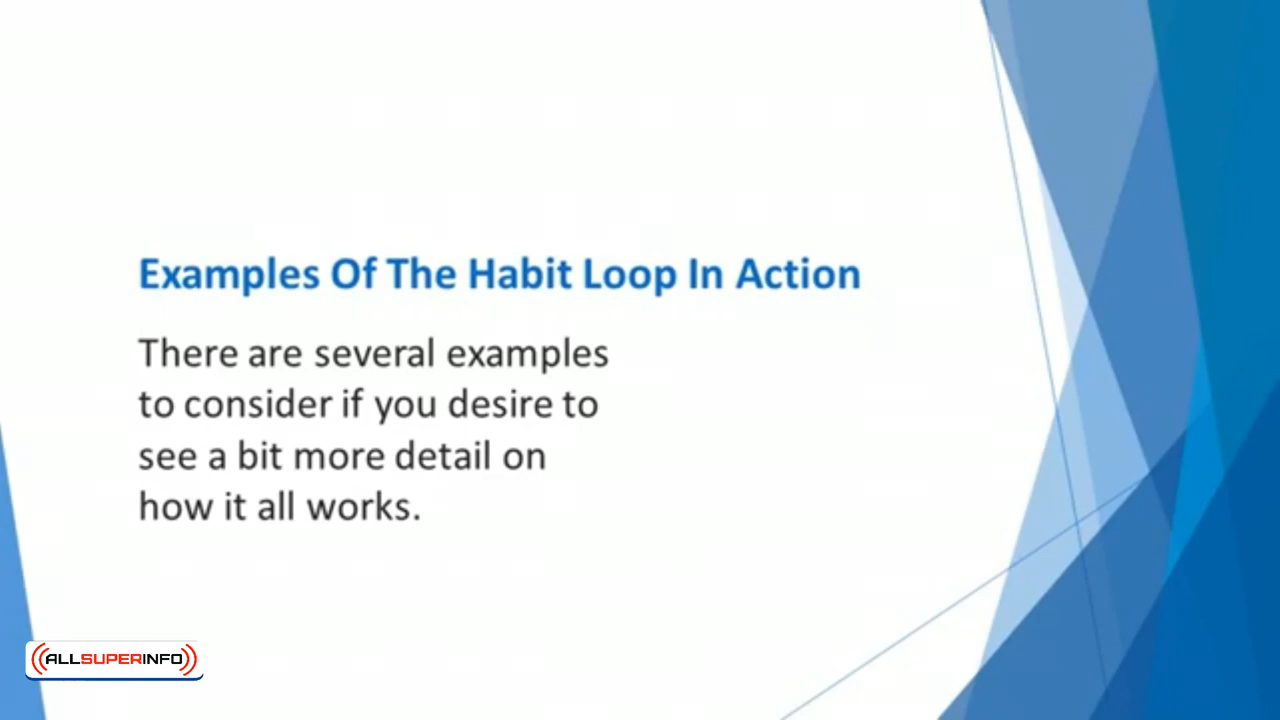 Examples Of The Habit Loop In Action
There are several examples
to consider if you desire to
see a bit more detail on
how it all works.
ALLSUPERINFO